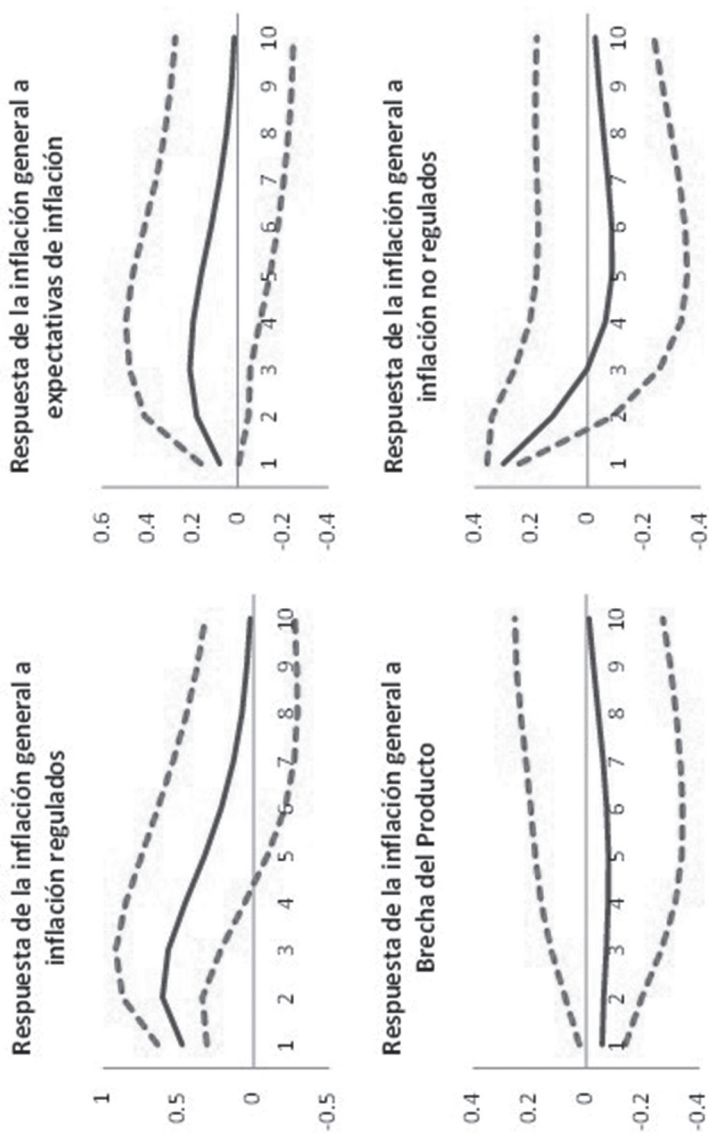 Respuesta de la inflación general a
inflación regulados
1
0.5
0
-0.5
1 2 3 4 5 6 7 8 9 10
Respuesta de la inflación general a
expectativas de inflación
0.6
0.4
0.2
0
-0.2
-0.4
1 2 3 4 5 6 7 8 9 10
Respuesta de la inflación general a
Brecha del Producto
0.4
0.2
0
-0.2
-0.4
1 2 3 4 5 6 7 8 9 10
Respuesta de la inflación general a
inflación no regulados
0.4
0.2
0
-0.2
-0.4
1 2 3 4 5 6 7 8 9 10